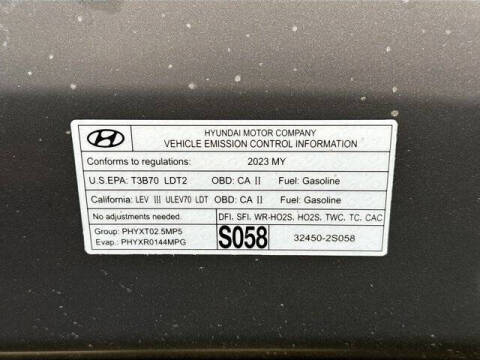 HYUNDAI MOTOR COMPANY
VEHICLE EMISSION CONTROL INFORMATION
Conforms to regulations: 2023 MY
U.S.EPA: T3B70 LDT2 OBD: CA II Fuel: Gasoline
California: LEV III ULEV70 LDT OBD: CA II Fuel: Gasoline
No adjustments needed. DFI. SFI. WR-HO2S. HO2S. TWC. TC. CAC
Group: PHYXT02.5MP5
Evap.: PHYXR0144MPG
S058
32450-2S058